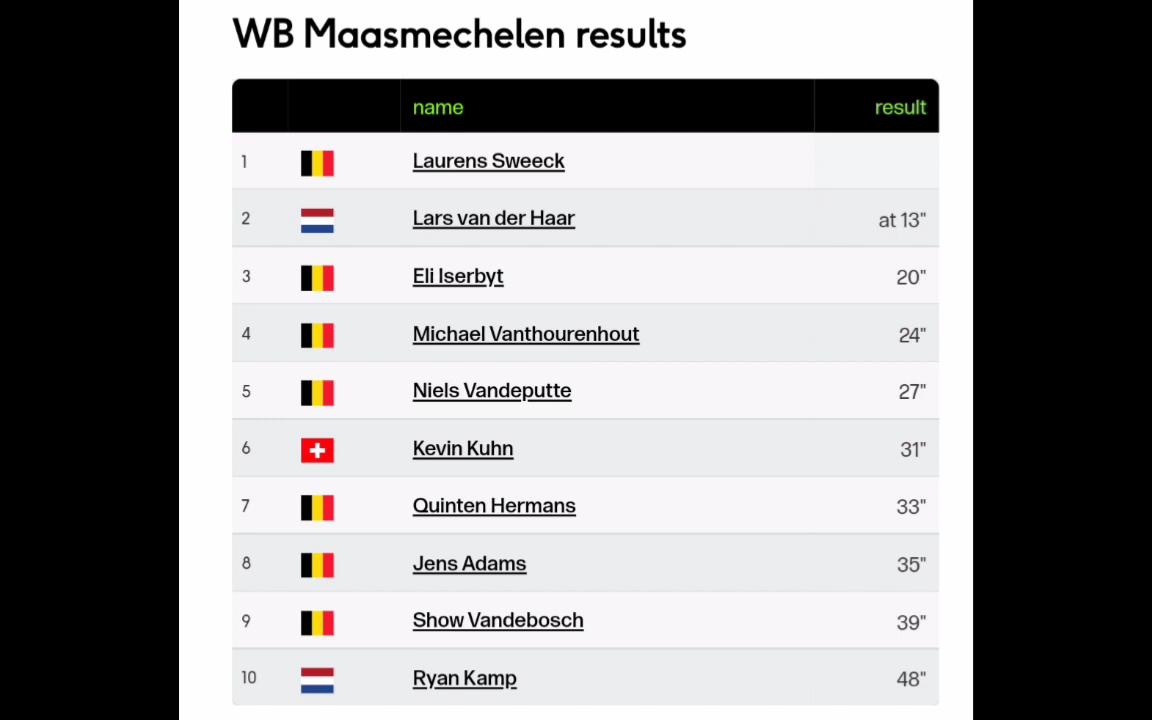 WB Maasmechelen results
name result
1 Laurens Sweeck
2 Lars van der Haar at 13"
3 Eli Iserbyt 20"
4 Michael Vanthourenhout 24"
5 Niels Vandeputte 27"
6 Kevin Kuhn 31"
7 Quinten Hermans 33"
8 Jens Adams 35"
9 Show Vandebosch 39"
10 Ryan Kamp 48"